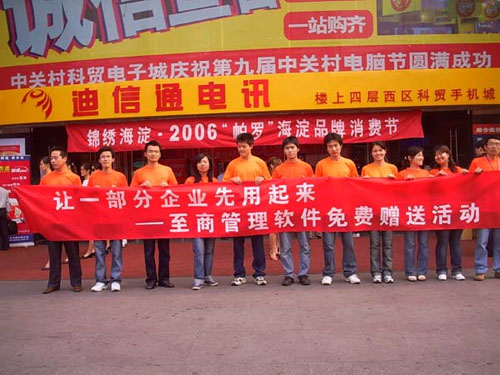 诚信
一站购齐
中关村科贸电子城庆祝第九届中关村电脑节圆满成功
迪信通电讯
楼上四层西区科贸手机城
锦绣海淀·2006“帕罗”海淀品牌消费节
让一部分企业先用起来
——至商管理软件免费赠送活动